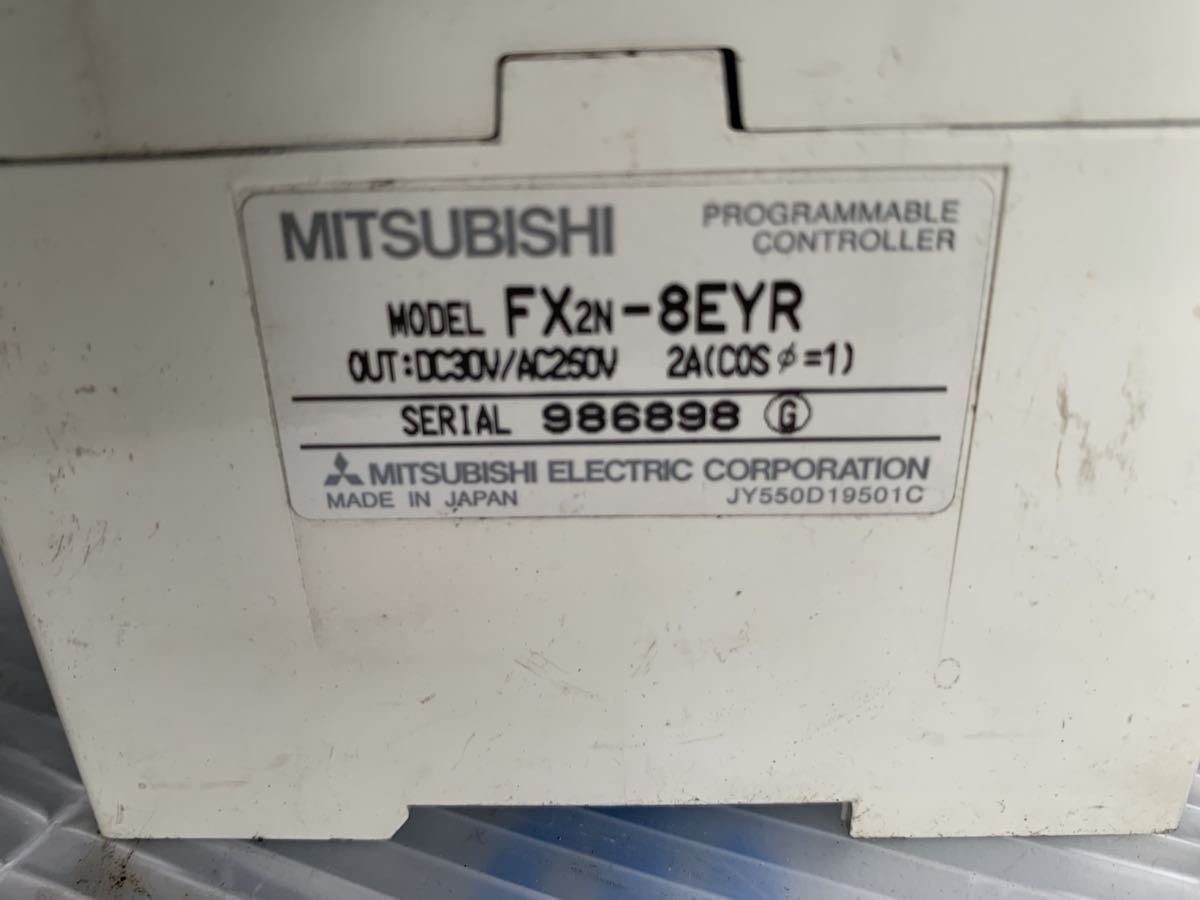 MITSUBISHI
PROGRAMMABLE
CONTROLLER
MODEL FX2N-8EYR
OUT:DC30V/AC250V 2A(COSφ=1)
SERIAL 986898 Ⓖ
MITSUBISHI ELECTRIC CORPORATION
MADE IN JAPAN JY550D19501C